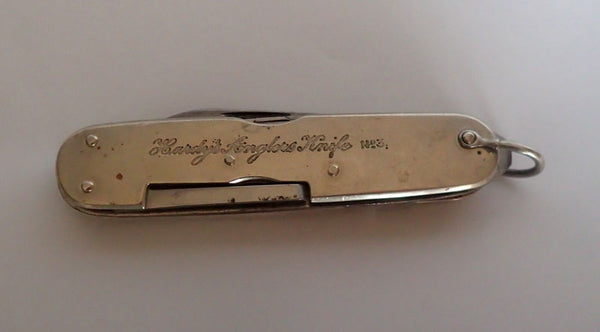 Hardy's Anglers Knife No3.